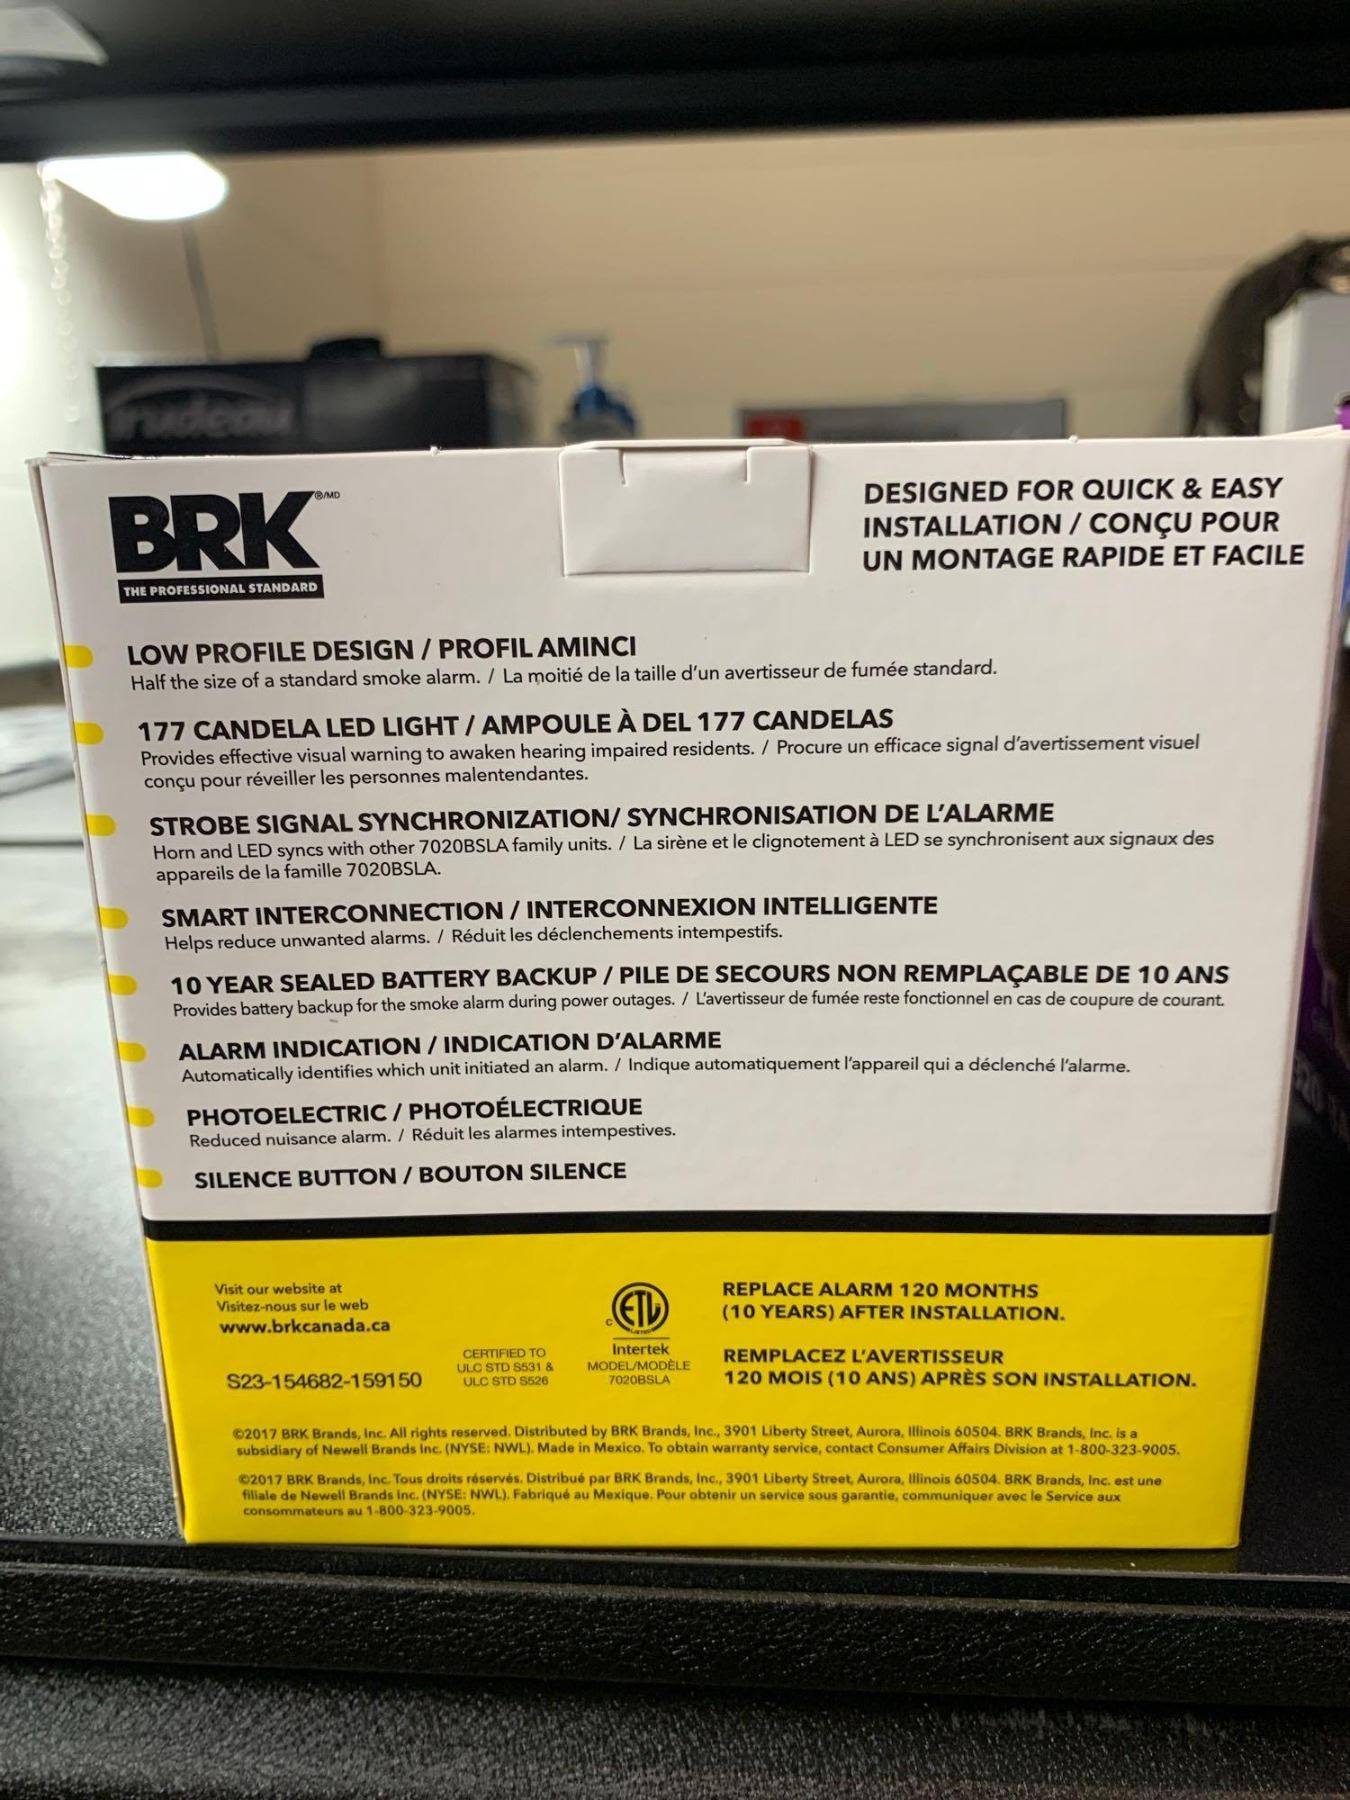 Trudeau
BRK ®/MD
THE PROFESSIONAL STANDARD
DESIGNED FOR QUICK & EASY
INSTALLATION / CONÇU POUR
UN MONTAGE RAPIDE ET FACILE
LOW PROFILE DESIGN / PROFIL AMINCI
Half the size of a standard smoke alarm. / La moitié de la taille d'un avertisseur de fumée standard.
177 CANDELA LED LIGHT / AMPOULE À DEL 177 CANDELAS
Provides effective visual warning to awaken hearing impaired residents. / Procure un efficace signal d'avertissement visuel
conçu pour réveiller les personnes malentendantes.
STROBE SIGNAL SYNCHRONIZATION/ SYNCHRONISATION DE L'ALARME
Horn and LED syncs with other 7020BSLA family units. / La sirène et le clignotement à LED se synchronisent aux signaux des
appareils de la famille 7020BSLA.
SMART INTERCONNECTION / INTERCONNEXION INTELLIGENTE
Helps reduce unwanted alarms. / Réduit les déclenchements intempestifs.
10 YEAR SEALED BATTERY BACKUP / PILE DE SECOURS NON REMPLAÇABLE DE 10 ANS
Provides battery backup for the smoke alarm during power outages. / L'avertisseur de fumée reste fonctionnel en cas de coupure de courant.
ALARM INDICATION / INDICATION D'ALARME
Automatically identifies which unit initiated an alarm. / Indique automatiquement l'appareil qui a déclenché l'alarme.
PHOTOELECTRIC / PHOTOÉLECTRIQUE
Reduced nuisance alarm. / Réduit les alarmes intempestives.
SILENCE BUTTON / BOUTON SILENCE
Visit our website at
Visitez-nous sur le web
www.brkcanada.ca
S23-154682-159150
CERTIFIED TO
ULC STD S531 &
ULC STD S526
C ETL LISTED
Intertek
MODEL/MODÈLE
7020BSLA
REPLACE ALARM 120 MONTHS
(10 YEARS) AFTER INSTALLATION.
REMPLACEZ L'AVERTISSEUR
120 MOIS (10 ANS) APRÈS SON INSTALLATION.
©2017 BRK Brands, Inc. All rights reserved. Distributed by BRK Brands, Inc., 3901 Liberty Street, Aurora, Illinois 60504. BRK Brands, Inc. is a
subsidiary of Newell Brands Inc. (NYSE: NWL). Made in Mexico. To obtain warranty service, contact Consumer Affairs Division at 1-800-323-9005.
©2017 BRK Brands, Inc. Tous droits réservés. Distribué par BRK Brands, Inc., 3901 Liberty Street, Aurora, Illinois 60504. BRK Brands, Inc. est une
filiale de Newell Brands Inc. (NYSE: NWL). Fabriqué au Mexique. Pour obtenir un service sous garantie, communiquer avec le Service aux
consommateurs au 1-800-323-9005.